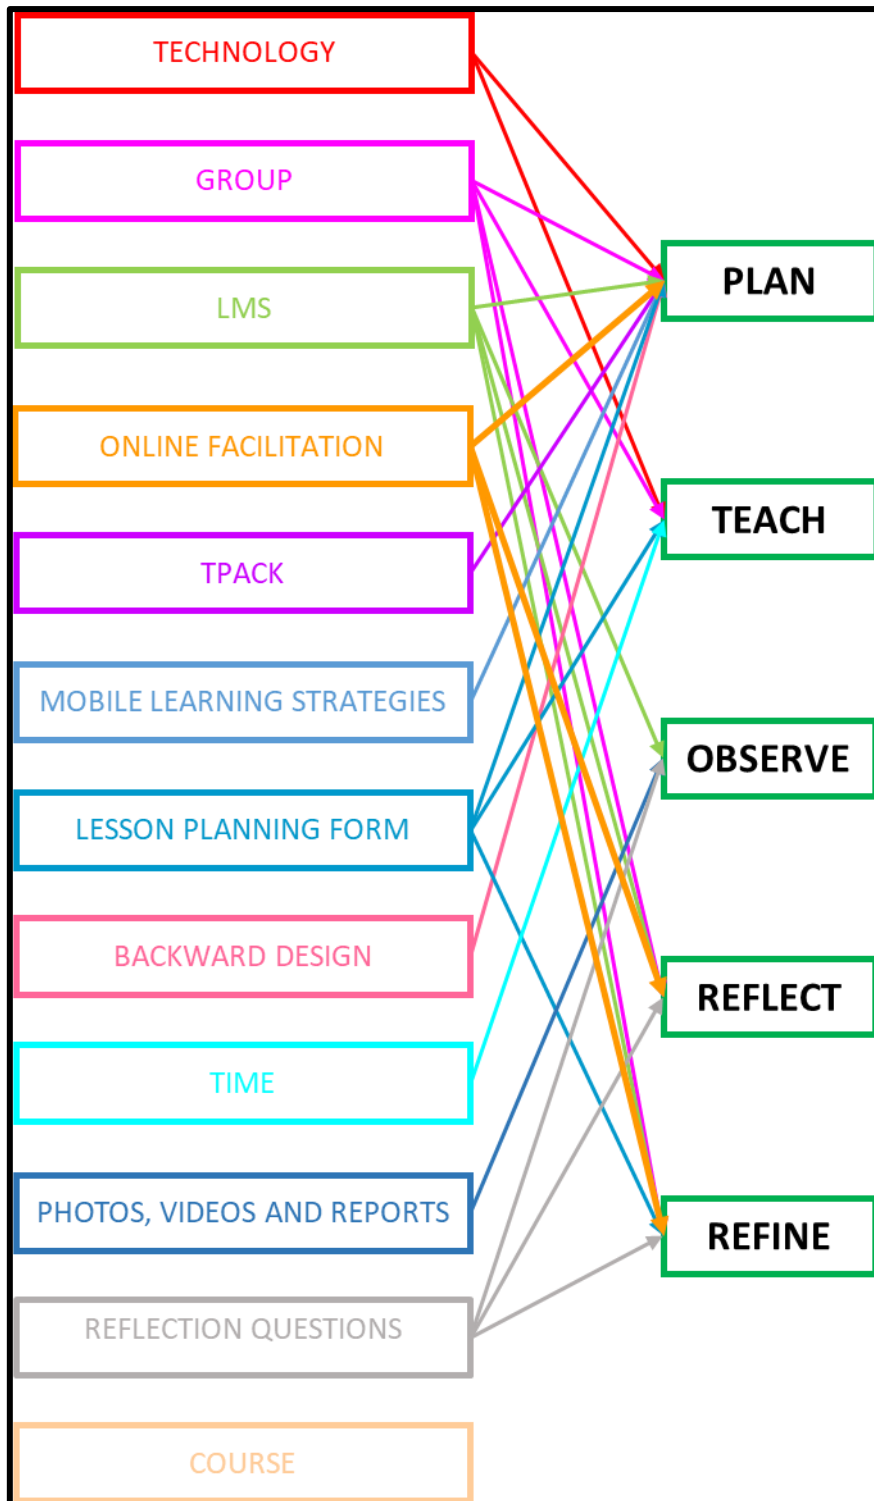 TECHNOLOGY
GROUP
LMS
ONLINE FACILITATION
TPACK
MOBILE LEARNING STRATEGIES
LESSON PLANNING FORM
BACKWARD DESIGN
TIME
PHOTOS, VIDEOS AND REPORTS
REFLECTION QUESTIONS
COURSE
PLAN
TEACH
OBSERVE
REFLECT
REFINE